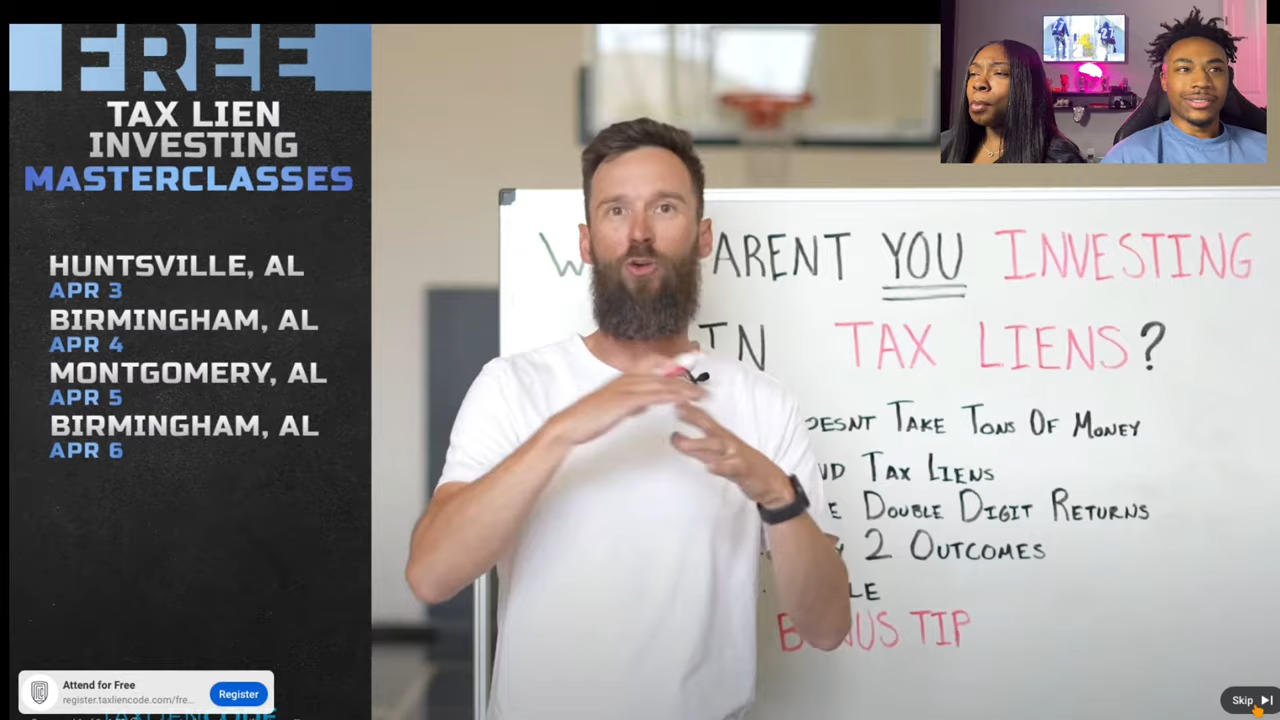 FREE
TAX LIEN
INVESTING
MASTERCLASSES
HUNTSVILLE, AL
APR 3
BIRMINGHAM, AL
APR 4
MONTGOMERY, AL
APR 5
BIRMINGHAM, AL
APR 6
ARENT YOU INVESTING
IN TAX LIENS?
TAKE TONS OF MONEY
TAX LIENS
DOUBLE DIGIT RETURNS
2 OUTCOMES
TIP
Attend for Free
register.taxliencode.com/fre...
Register
Skip